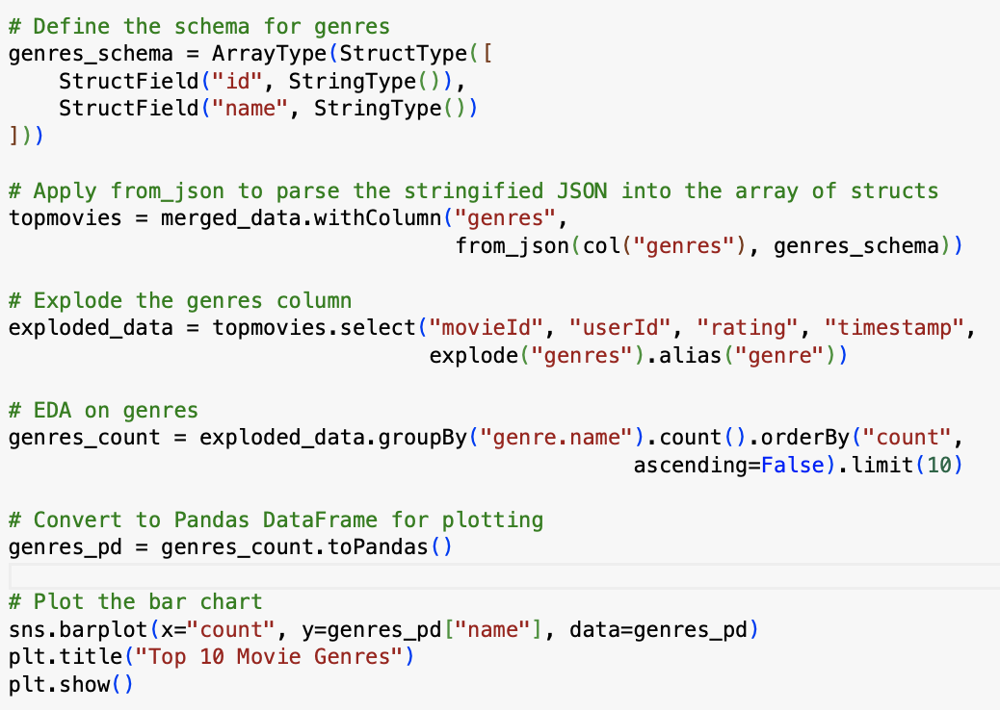 # Define the schema for genres
genres_schema = ArrayType(StructType([
    StructField("id", StringType()),
    StructField("name", StringType())
]))

# Apply from_json to parse the stringified JSON into the array of structs
topmovies = merged_data.withColumn("genres",
                                   from_json(col("genres"), genres_schema))

# Explode the genres column
exploded_data = topmovies.select("movieId", "userId", "rating", "timestamp",
                                 explode("genres").alias("genre"))

# EDA on genres
genres_count = exploded_data.groupBy("genre.name").count().orderBy("count",
                                                 ascending=False).limit(10)

# Convert to Pandas DataFrame for plotting
genres_pd = genres_count.toPandas()

# Plot the bar chart
sns.barplot(x="count", y=genres_pd["name"], data=genres_pd)
plt.title("Top 10 Movie Genres")
plt.show()